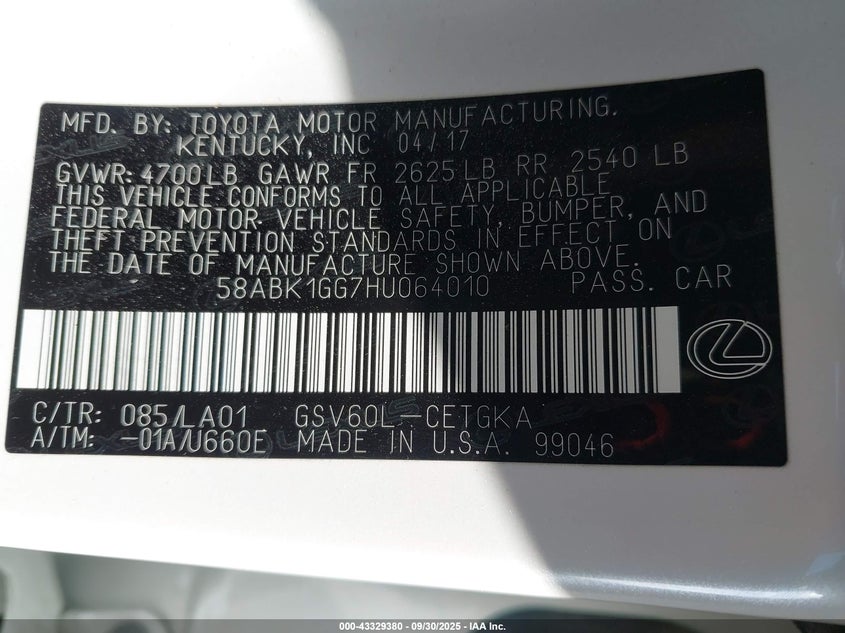 MFD. BY: TOYOTA MOTOR MANUFACTURING.
KENTUCKY, INC 04/17
GVWR: 4700LB GAWR FR 2625LB RR 2540 LB
THIS VEHICLE CONFORMS TO ALL APPLICABLE
FEDERAL MOTOR VEHICLE SAFETY, BUMPER, AND
THEFT PREVENTION STANDARDS IN EFFECT ON
THE DATE OF MANUFACTURE SHOWN ABOVE.
58ABK1GG7HU064010 PASS. CAR
C/TR: 085/LA01 GSV60L-CETGKA
A/TM: -01A/U660E MADE IN U.S.A. 99046
000-43329380 - 09/30/2025 - IAA Inc.